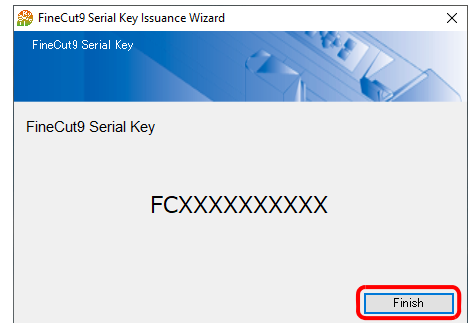 FineCut9 Serial Key Issuance Wizard
FineCut9 Serial Key
FineCut9 Serial Key
FCXXXXXXXXXX
Finish